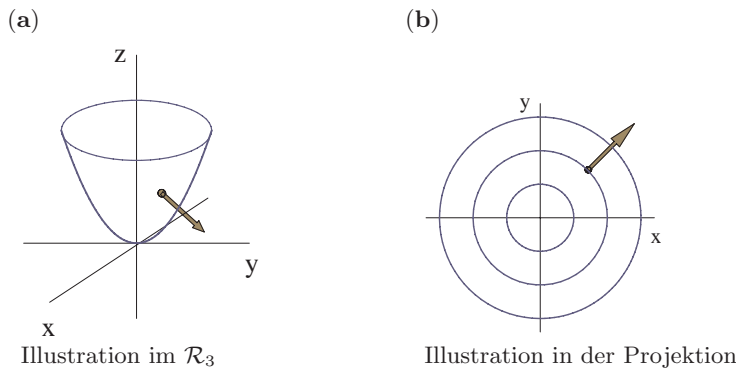 (a)
z
y
x
Illustration im R₃
(b)
y
x
Illustration in der Projektion